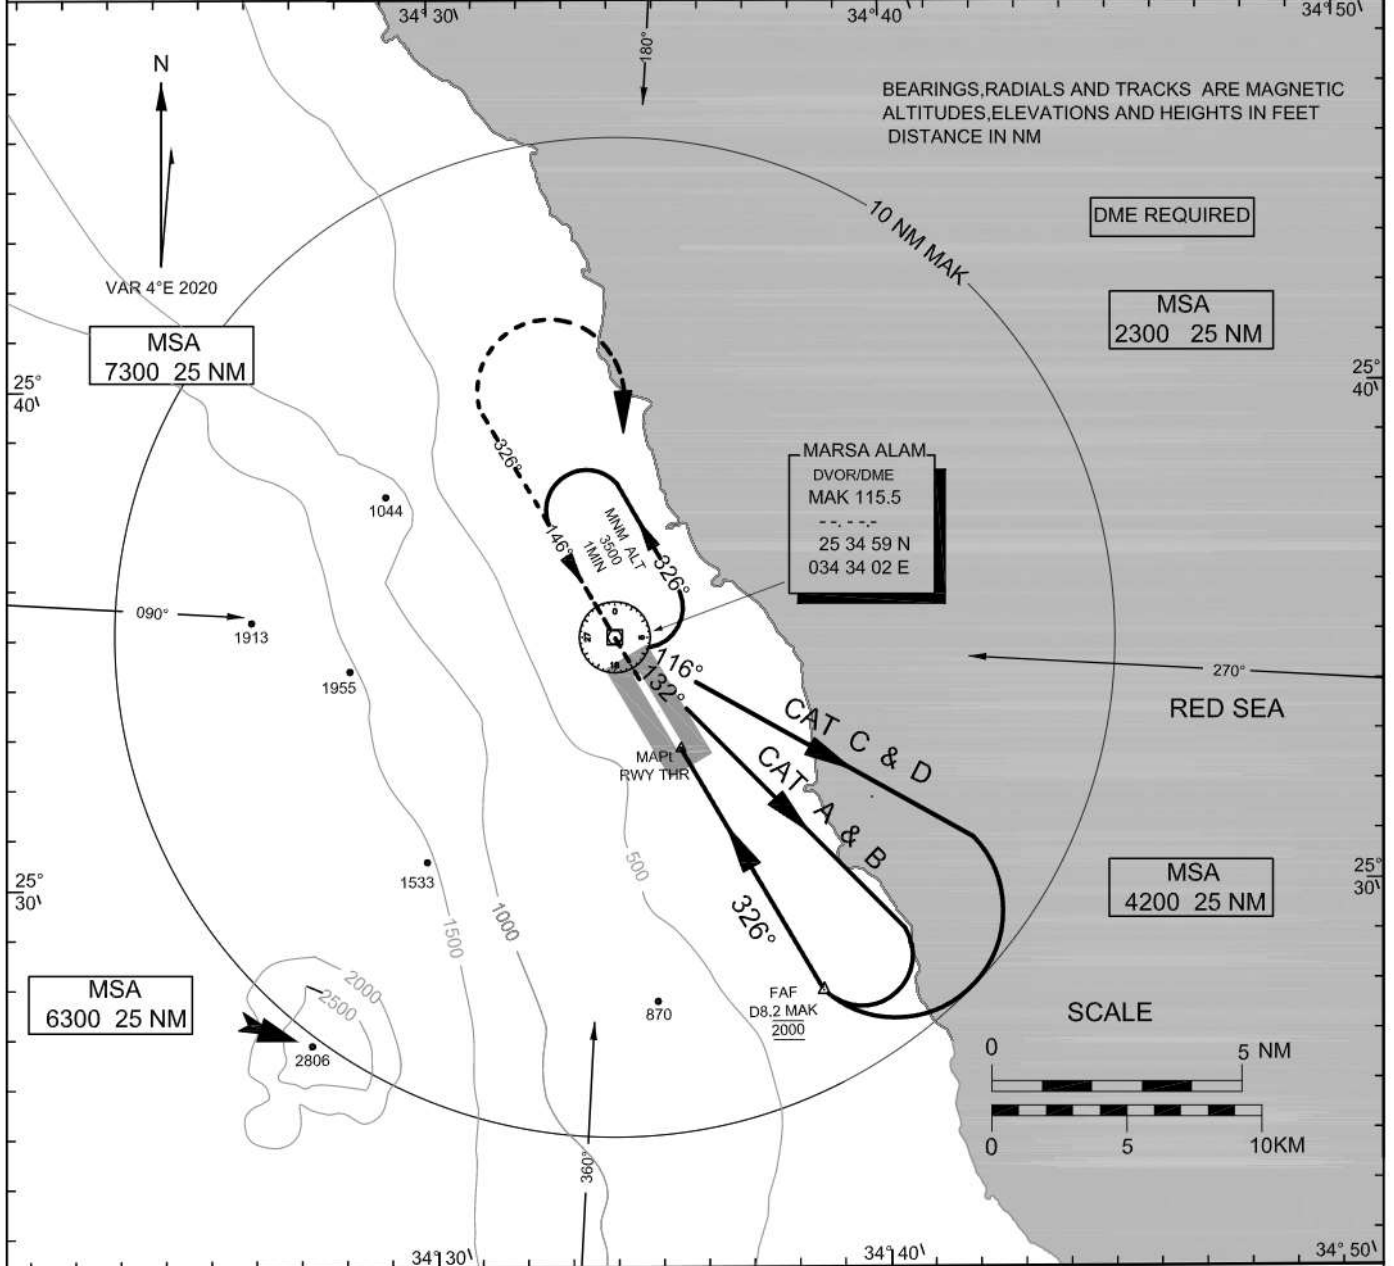 34° 30\
34° 40\
34° 50\
180°
N
BEARINGS,RADIALS AND TRACKS ARE MAGNETIC
ALTITUDES,ELEVATIONS AND HEIGHTS IN FEET
DISTANCE IN NM
DME REQUIRED
10 NM MAK
VAR 4°E 2020
MSA
7300 25 NM
MSA
2300 25 NM
25°
40\
25°
40\
326°
MARSA ALAM
DVOR/DME
MAK 115.5
--. - -.-
25 34 59 N
034 34 02 E
1044
146°
MNM ALT
3500
1MIN
326°
090°
1913
0
9
18
27
116°
132°
270°
1955
RED SEA
CAT C & D
MAPt
RWY THR
CAT A & B
500
1533
25°
30\
25°
30\
MSA
4200 25 NM
1500
1000
326°
MSA
6300 25 NM
2000
2500
2806
870
FAF
D8.2 MAK
2000
SCALE
0
5 NM
0
5
10KM
360°
34° 30\
34° 40\
34° 50\